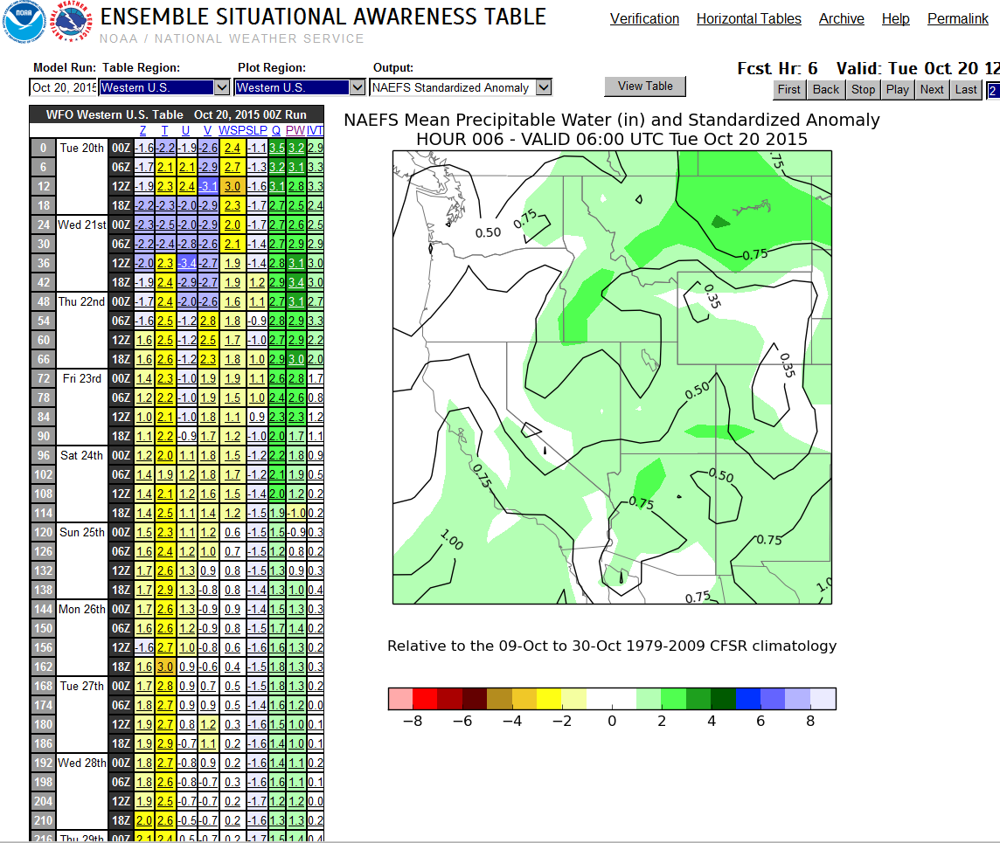 ENSEMBLE SITUATIONAL AWARENESS TABLE
NOAA / NATIONAL WEATHER SERVICE
Verification Horizontal Tables Archive Help Permalink
Model Run: Table Region: Plot Region: Output:
Oct 20, 2015 Western U.S. Western U.S. NAEFS Standardized Anomaly View Table
Fcst Hr: 6 Valid: Tue Oct 20 12
First Back Stop Play Next Last 2
WFO Western U.S. Table Oct 20, 2015 00Z Run
Z T U V WSP SLP Q PW IVT
0 Tue 20th 00Z -1.6 -2.2 -1.9 -2.6 2.4 -1.1 3.5 3.2 2.9
6 06Z -1.7 2.1 2.1 -2.9 2.7 -1.3 3.2 3.1 3.3
12 12Z -1.9 2.3 2.4 -3.1 3.0 -1.6 3.1 2.8 3.3
18 18Z -2.2 -2.3 -2.0 -2.9 2.3 -1.7 2.7 2.5 2.4
24 Wed 21st 00Z -2.3 -2.5 -2.0 -2.9 2.0 -1.7 2.7 2.6 2.5
30 06Z -2.2 -2.4 -2.8 -2.6 2.1 -1.4 2.7 2.9 2.9
36 12Z -2.0 2.3 -3.4 -2.7 1.9 -1.4 2.8 3.1 3.0
42 18Z -1.9 2.4 -2.9 -2.7 1.9 1.2 2.9 3.4 3.0
48 Thu 22nd 00Z -1.7 2.4 -2.0 -2.6 1.6 1.1 2.7 3.1 2.7
54 06Z -1.6 2.5 -1.2 2.8 1.8 -0.9 2.8 2.9 3.3
60 12Z 1.6 2.5 -1.2 2.5 1.7 -1.0 2.7 2.9 2.2
66 18Z 1.6 2.6 -1.2 2.3 1.8 1.0 2.9 3.0 2.0
72 Fri 23rd 00Z 1.4 2.3 -1.0 1.9 1.9 1.1 2.6 2.8 1.7
78 06Z 1.2 2.2 -1.0 1.9 1.5 1.0 2.4 2.6 0.8
84 12Z 1.0 2.1 -1.0 1.8 1.1 0.9 2.3 2.3 1.2
90 18Z 1.1 2.2 -0.9 1.7 1.2 -1.0 2.0 1.7 1.1
96 Sat 24th 00Z 1.2 2.0 1.1 1.8 1.5 -1.2 2.2 1.8 0.9
102 06Z 1.4 1.9 1.2 1.8 1.7 -1.2 2.1 1.9 0.5
108 12Z 1.4 2.1 1.2 1.6 1.5 -1.4 2.0 1.2 0.2
114 18Z 1.4 2.5 1.1 1.4 1.2 -1.5 1.9 -1.0 0.2
120 Sun 25th 00Z 1.5 2.3 1.1 1.2 0.6 -1.5 1.5 -0.9 0.3
126 06Z 1.6 2.4 1.2 1.0 0.7 -1.5 1.2 0.8 0.2
132 12Z 1.7 2.6 1.3 0.9 0.8 -1.5 1.3 0.9 0.3
138 18Z 1.7 2.9 1.3 -0.8 0.8 -1.4 1.3 1.0 0.4
144 Mon 26th 00Z 1.7 2.6 1.3 -0.9 0.9 -1.4 1.5 1.3 0.3
150 06Z 1.6 2.6 1.2 -0.9 0.8 -1.5 1.7 1.4 0.2
156 12Z -1.6 2.7 1.0 -0.8 0.6 -1.6 1.6 1.3 0.2
162 18Z 1.6 3.0 0.9 -0.6 0.4 -1.5 1.8 1.3 0.3
168 Tue 27th 00Z 1.7 2.8 0.9 0.7 0.5 -1.5 1.8 1.3 0.2
174 06Z 1.8 2.7 0.9 0.9 0.5 -1.4 1.6 1.2 0.0
180 12Z 1.9 2.7 0.8 1.2 0.3 -1.6 1.5 1.0 0.1
186 18Z 1.9 2.9 -0.7 1.1 0.2 -1.6 1.4 1.0 0.1
192 Wed 28th 00Z 1.8 2.7 -0.8 0.9 0.2 -1.6 1.4 1.1 0.2
198 06Z 1.8 2.6 -0.8 -0.7 0.3 -1.6 1.6 1.1 0.1
204 12Z 1.9 2.5 -0.7 -0.7 0.2 -1.7 1.2 1.2 0.0
210 18Z 2.0 2.6 -0.5 -0.7 0.2 -1.6 1.3 1.3 0.2
216 Thu 29th 00Z 2.1 2.4 0.5 -0.7 0.2 -1.7 1.5 1.4 0.4
NAEFS Mean Precipitable Water (in) and Standardized Anomaly
HOUR 006 - VALID 06:00 UTC Tue Oct 20 2015
0.75
0.75
0.50
0.75
0.35
0.35
0.50
0.75
0.50
0.75
1.00
0.75
1.0
0.75
Relative to the 09-Oct to 30-Oct 1979-2009 CFSR climatology
−8 −6 −4 −2 0 2 4 6 8